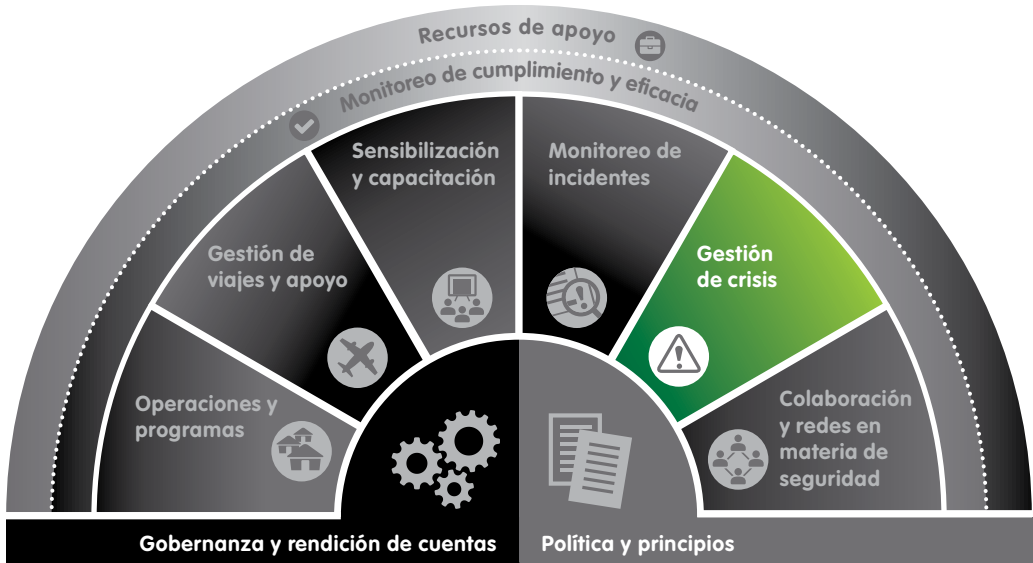 Recursos de apoyo
Monitoreo de cumplimiento y eficacia
Sensibilización
y capacitación
Monitoreo de
incidentes
Gestión de
viajes y apoyo
Gestión
de crisis
Operaciones y
programas
Colaboración
y redes en
materia de
seguridad
Gobernanza y rendición de cuentas
Política y principios